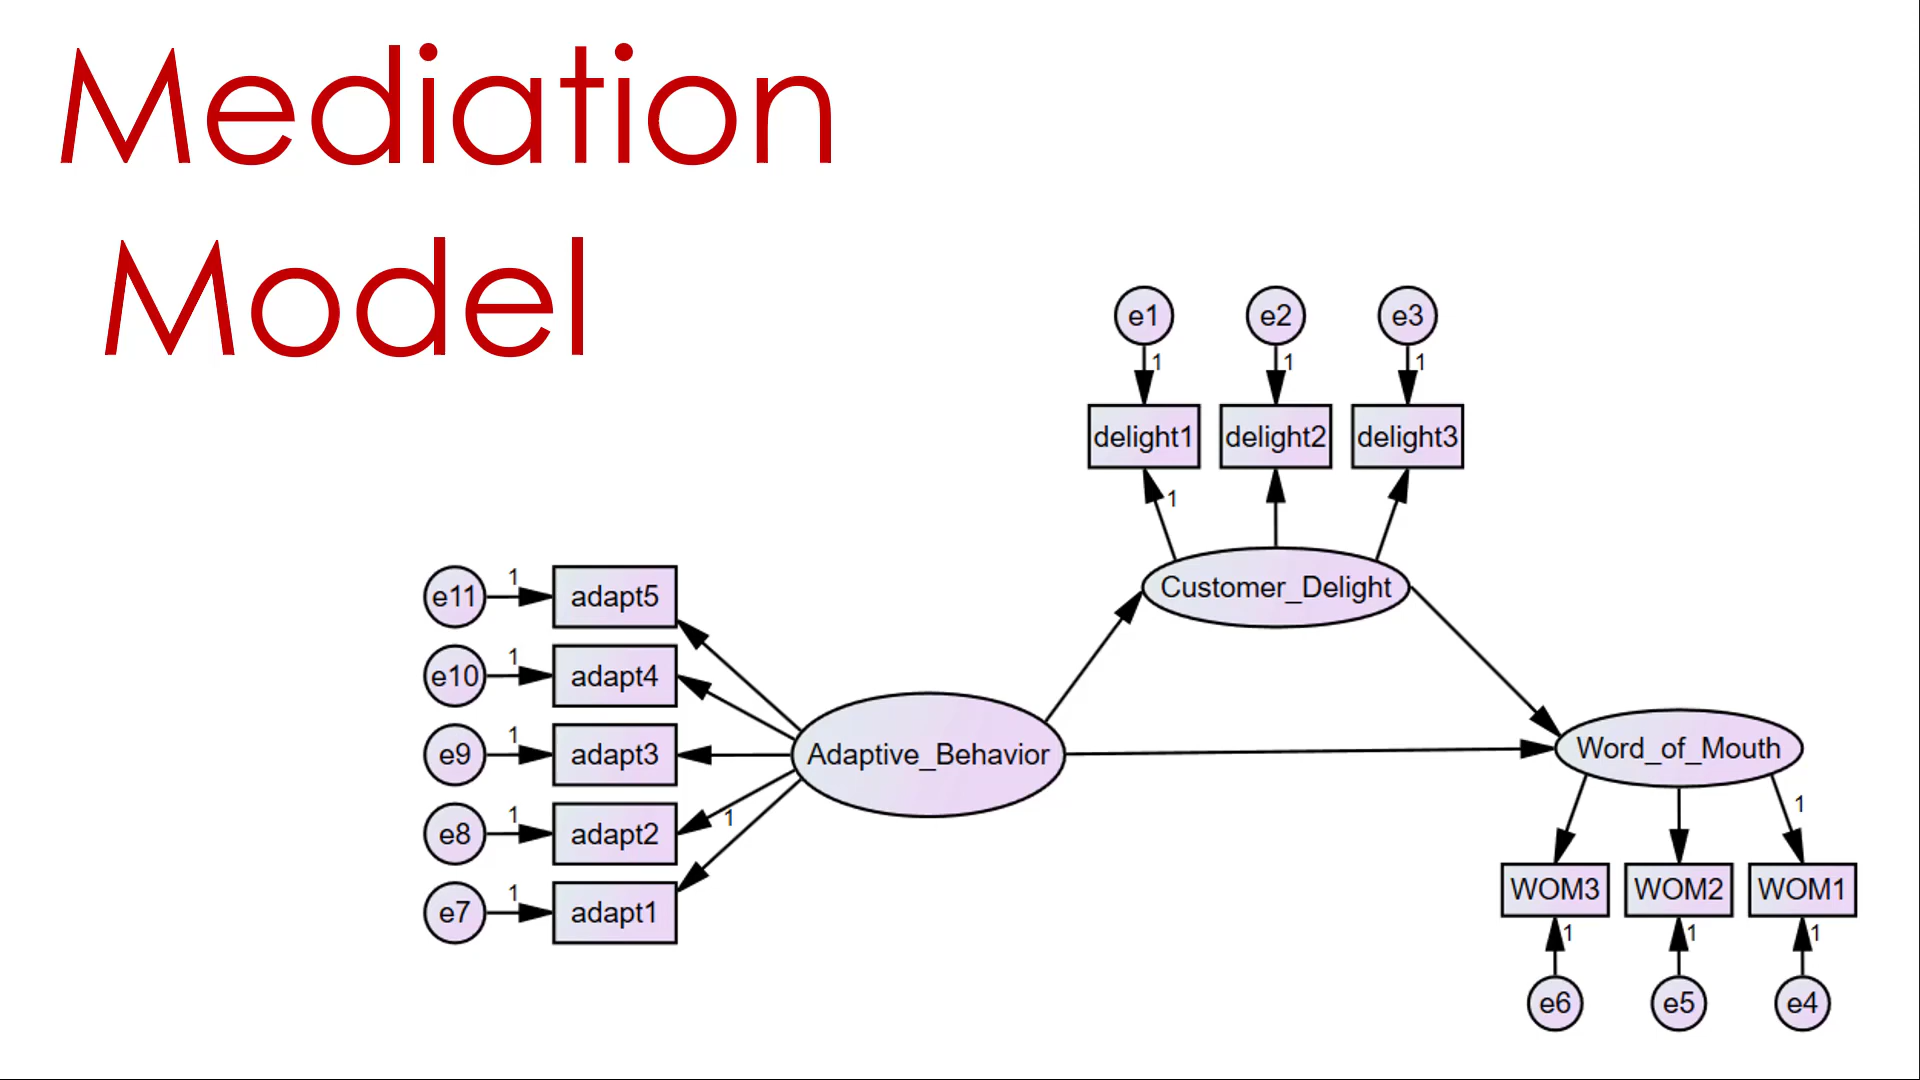 Mediation
Model
e1 e2 e3
1 1 1
delight1 delight2 delight3
1
Customer_Delight
e11 1 adapt5
e10 1 adapt4
e9 1 adapt3
e8 1 adapt2
e7 1 adapt1
1
Adaptive_Behavior
Word_of_Mouth
1
WOM3 WOM2 WOM1
1 1 1
e6 e5 e4